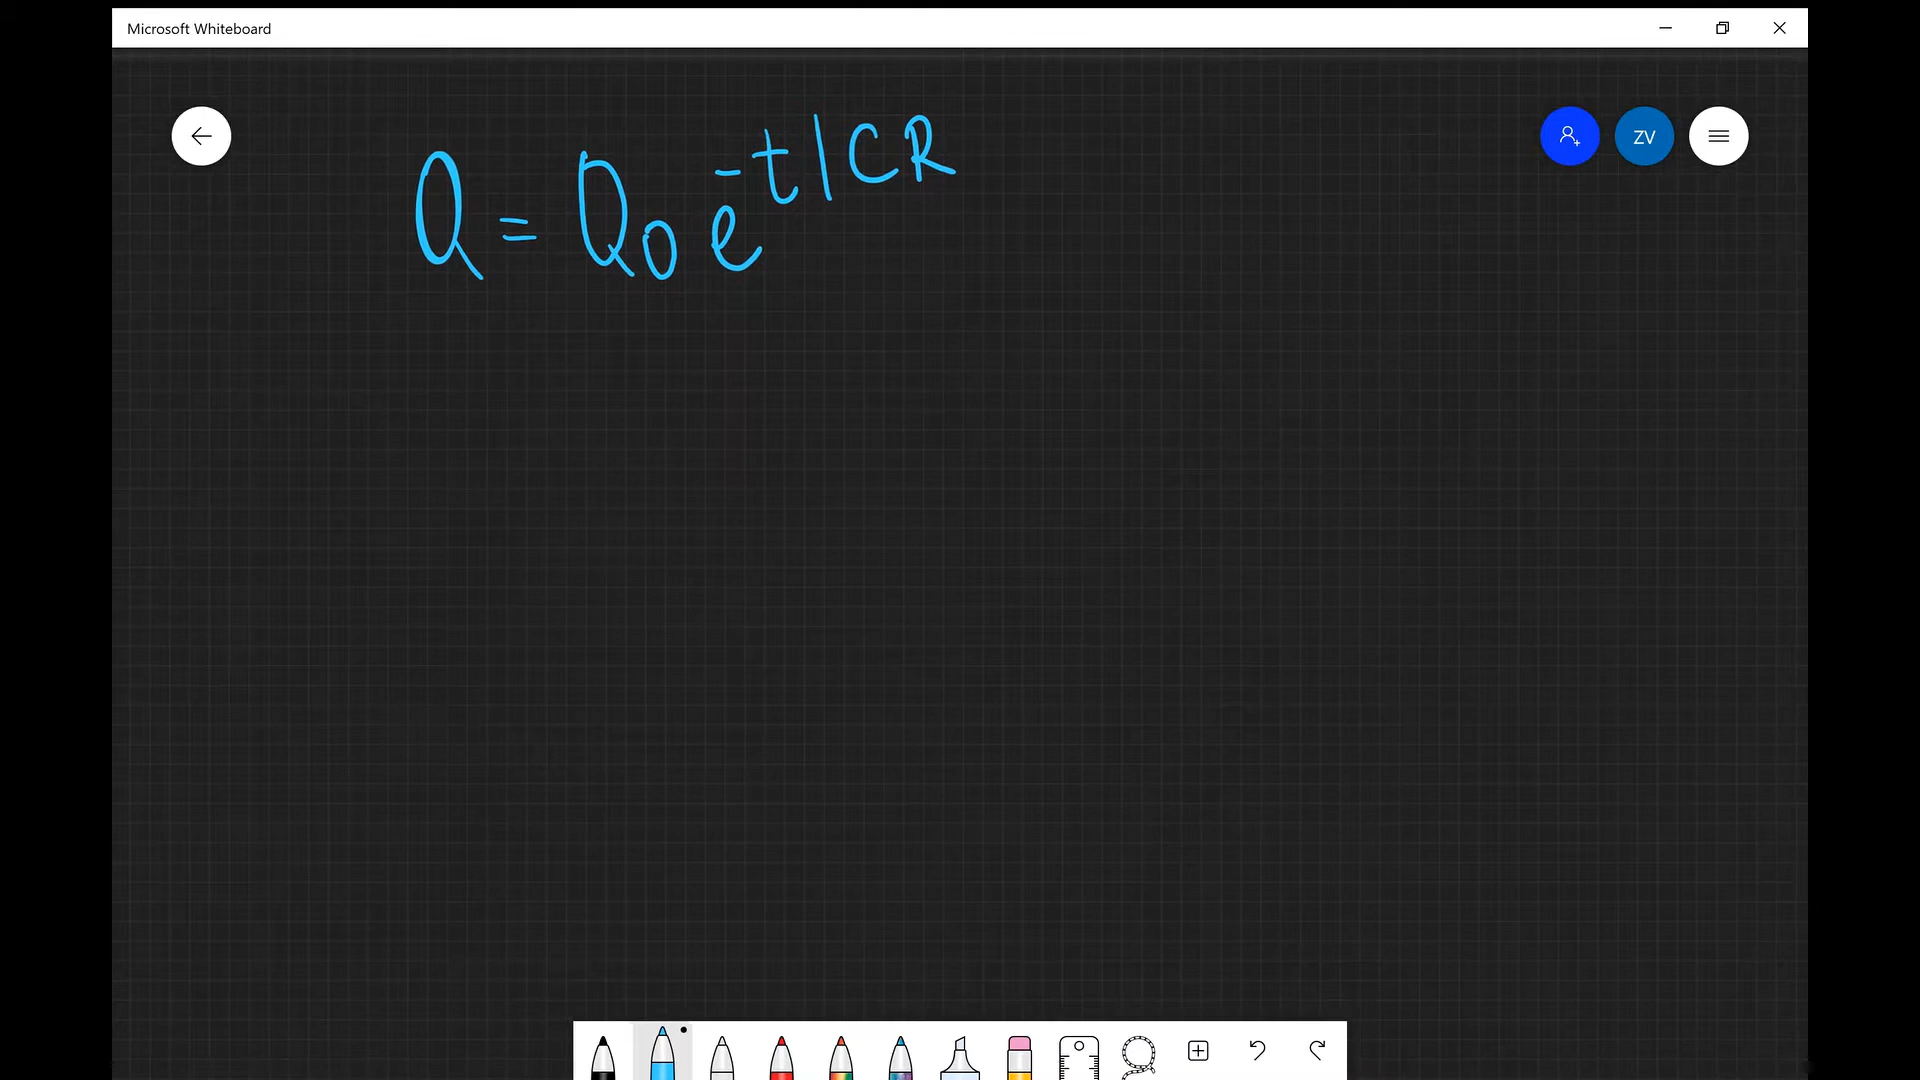 Microsoft Whiteboard
Q = Q₀ e^{-t/CR}
ZV